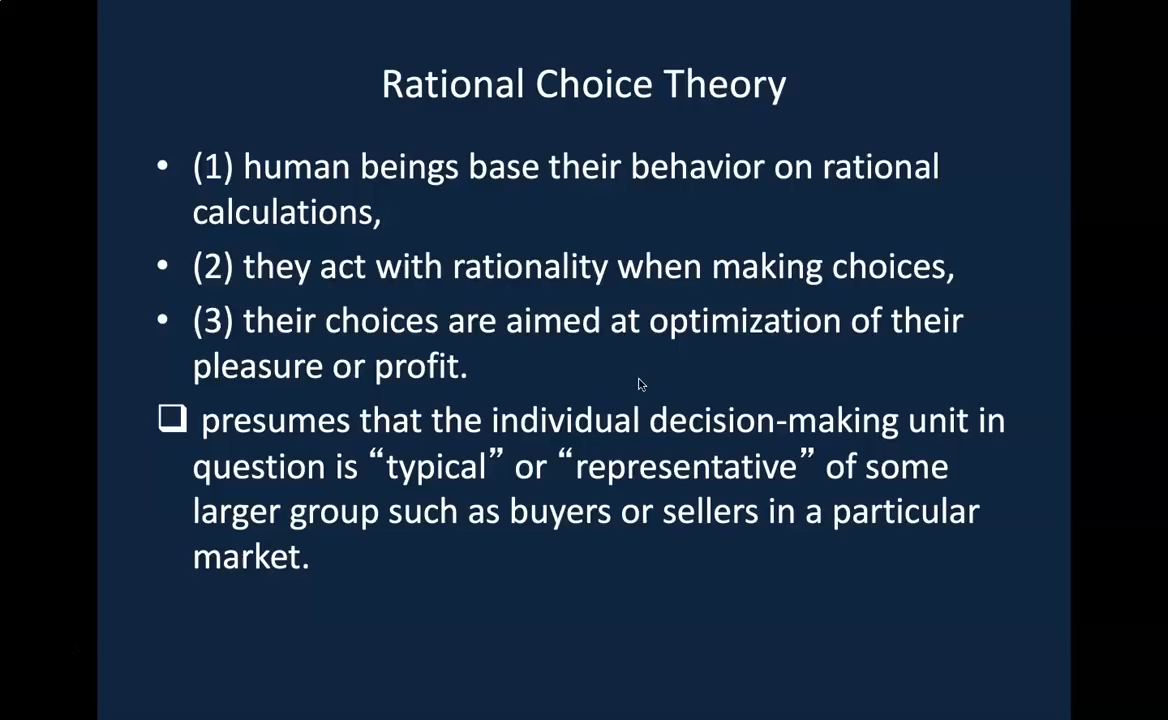 Rational Choice Theory
• (1) human beings base their behavior on rational
calculations,
• (2) they act with rationality when making choices,
• (3) their choices are aimed at optimization of their
pleasure or profit.
❑ presumes that the individual decision-making unit in
question is “typical” or “representative” of some
larger group such as buyers or sellers in a particular
market.